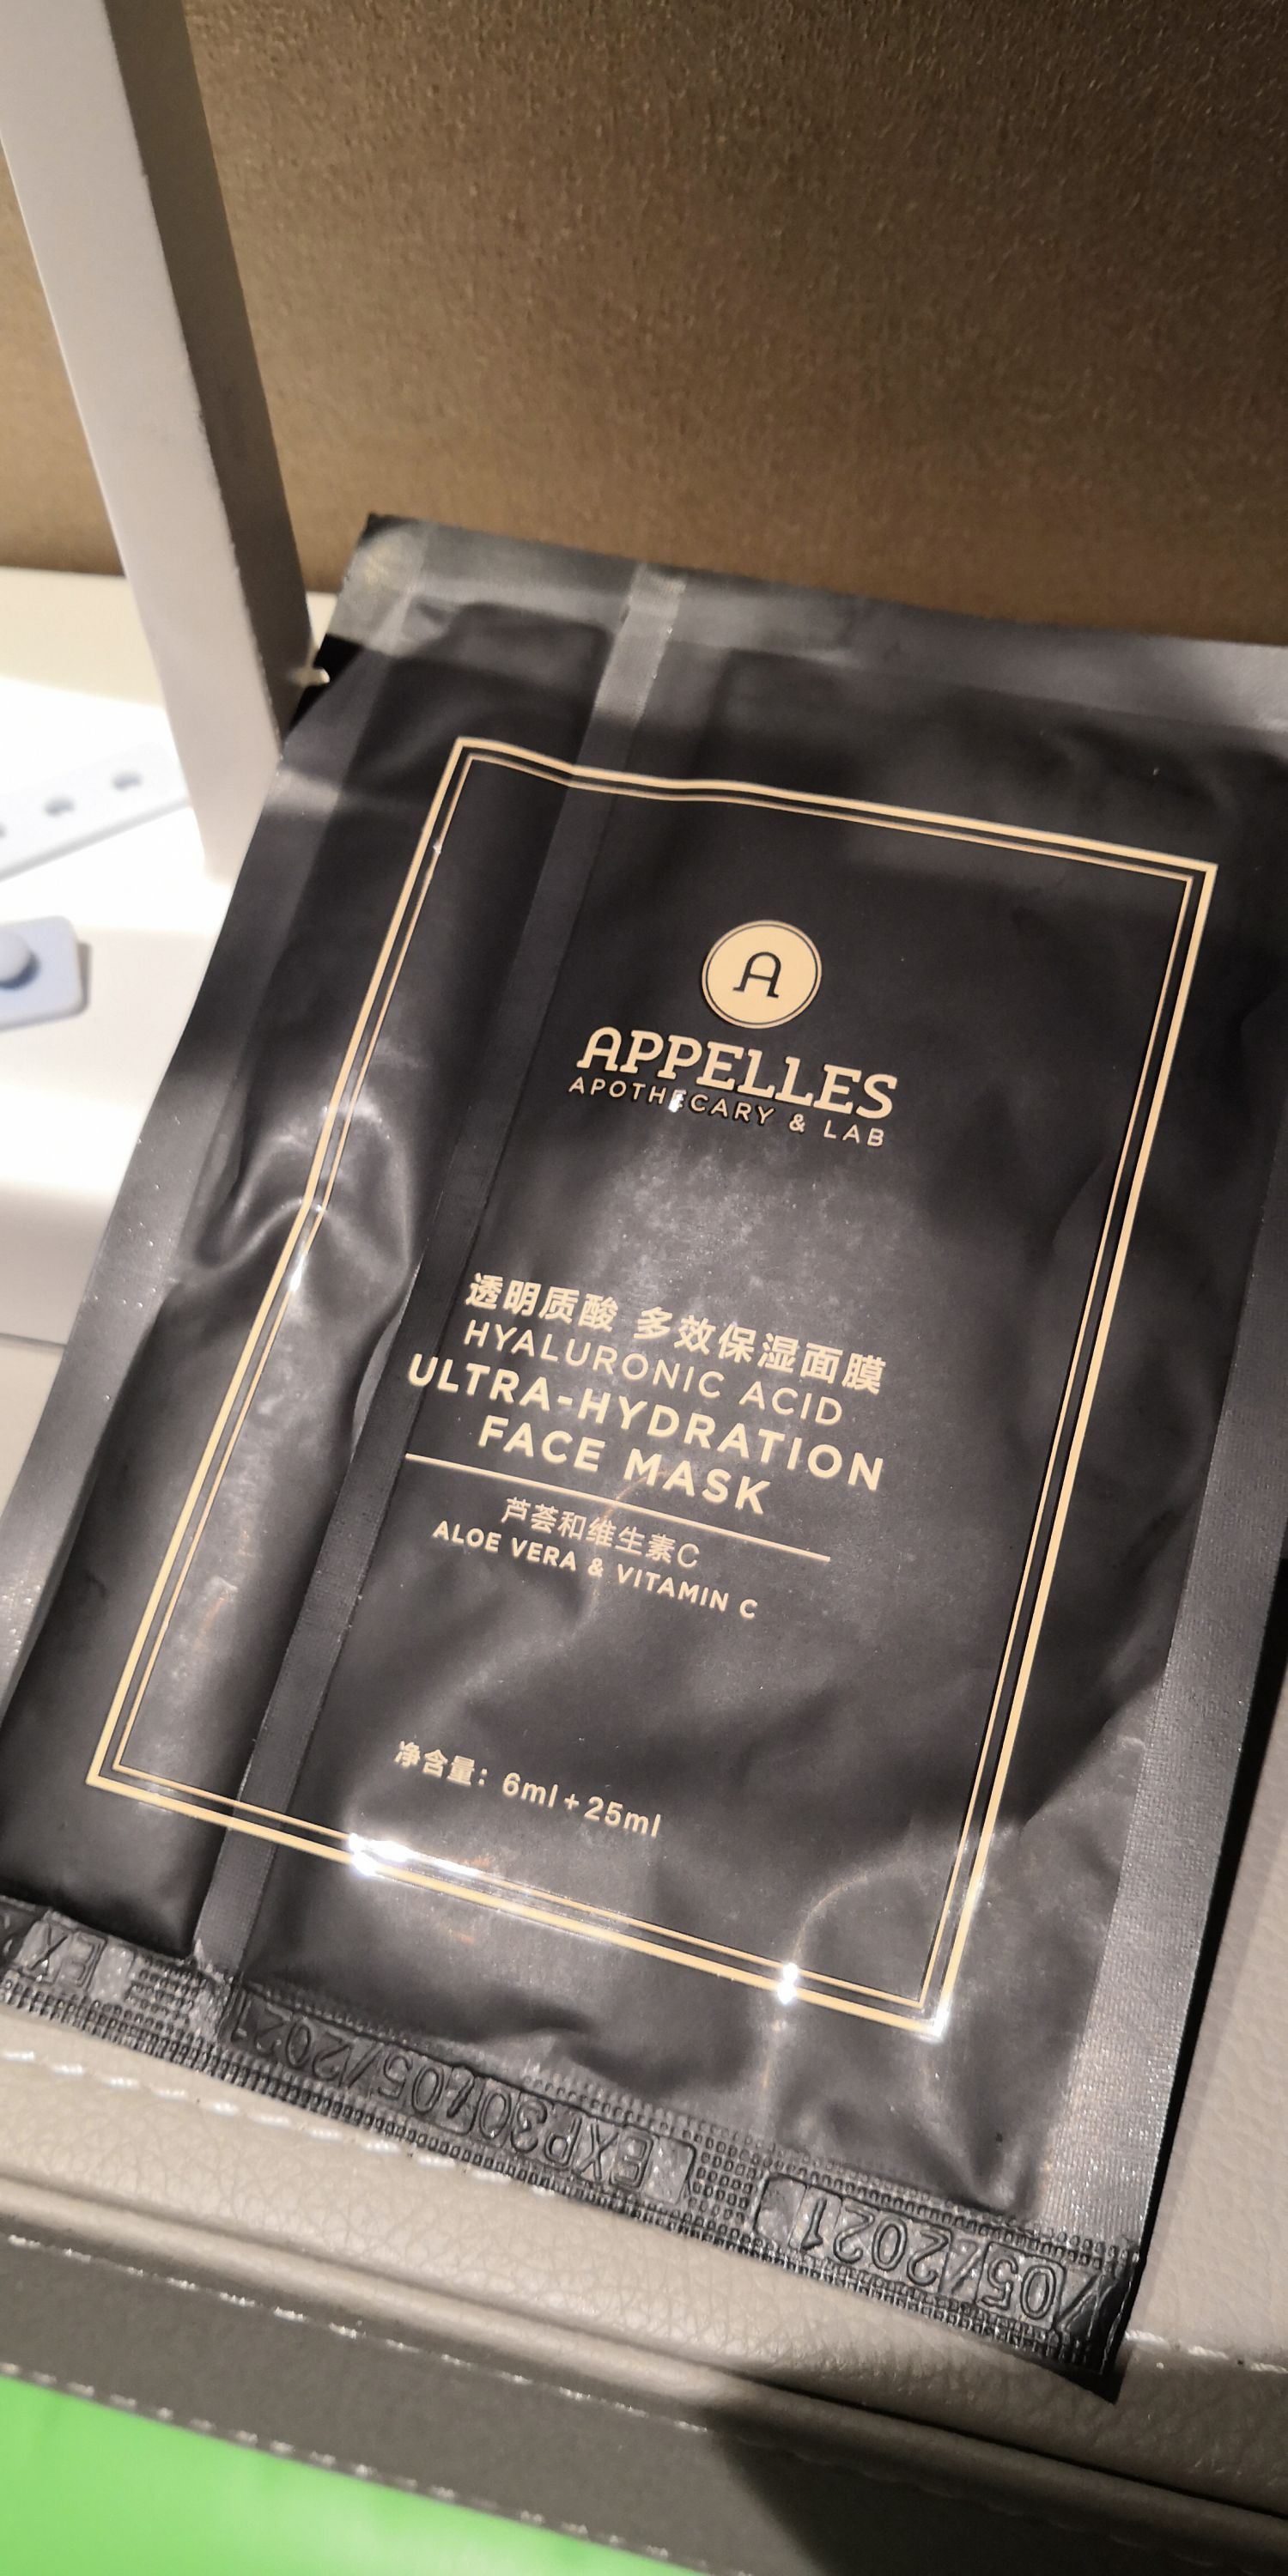 A
APPELLES
APOTHECARY & LAB
透明质酸 多效保湿面膜
HYALURONIC ACID
ULTRA-HYDRATION
FACE MASK
芦荟和维生素C
ALOE VERA & VITAMIN C
净含量：6ml+25ml
EX
EXP30/05/2021
/05/2021